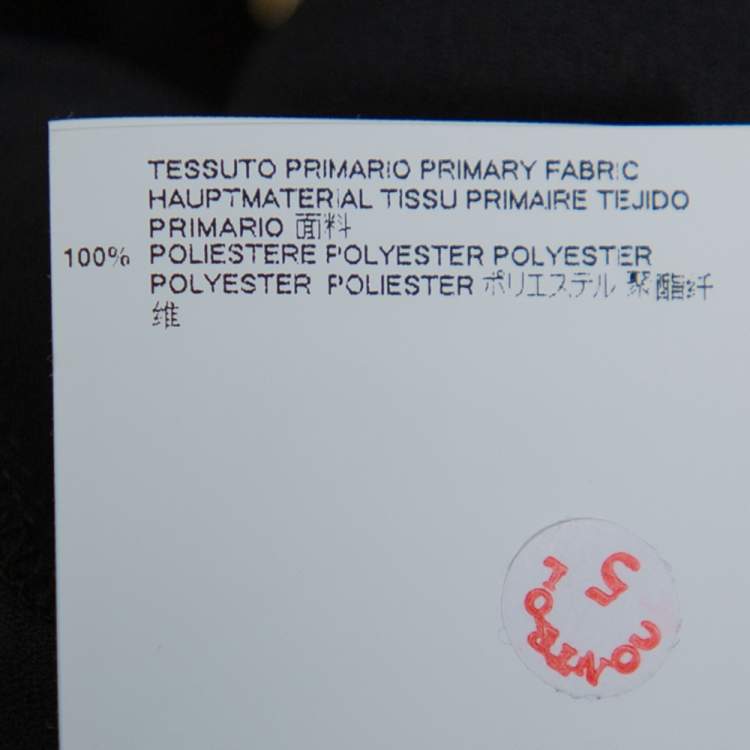 TESSUTO PRIMARIO PRIMARY FABRIC
HAUPTMATERIAL TISSU PRIMAIRE TEJIDO
PRIMARIO 面料
100% POLIESTERE POLYESTER POLYESTER
POLYESTER POLIESTER ポリエステル 聚酯纤
维
CONTROL
5